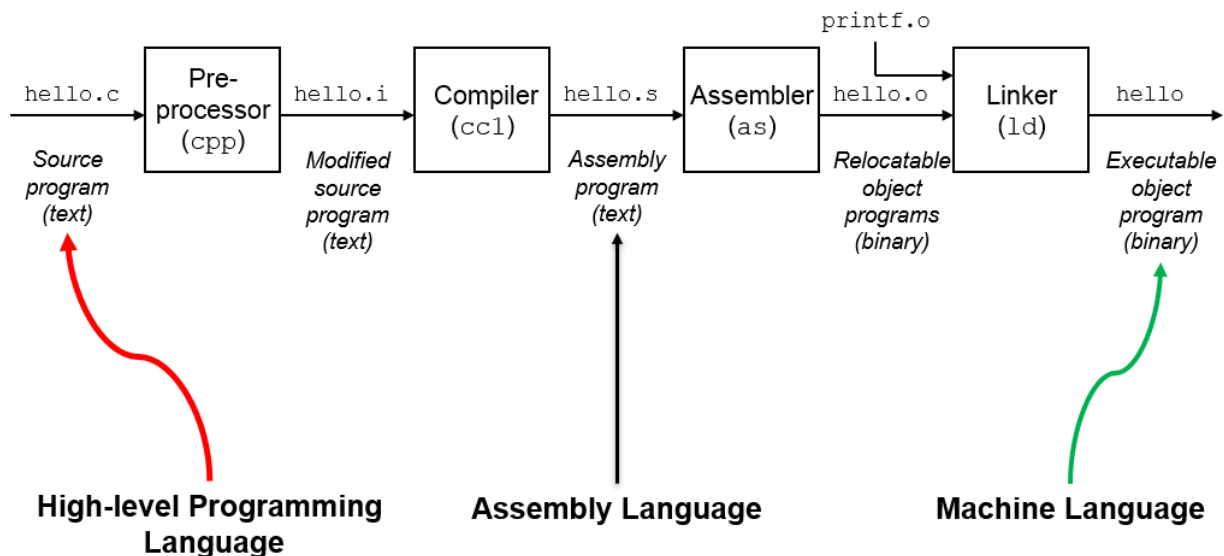 printf.o
hello.c
Pre-
processor
(cpp)
hello.i
Compiler
(cc1)
hello.s
Assembler
(as)
hello.o
Linker
(ld)
hello
Source
program
(text)
Modified
source
program
(text)
Assembly
program
(text)
Relocatable
object
programs
(binary)
Executable
object
program
(binary)
High-level Programming
Language
Assembly Language
Machine Language